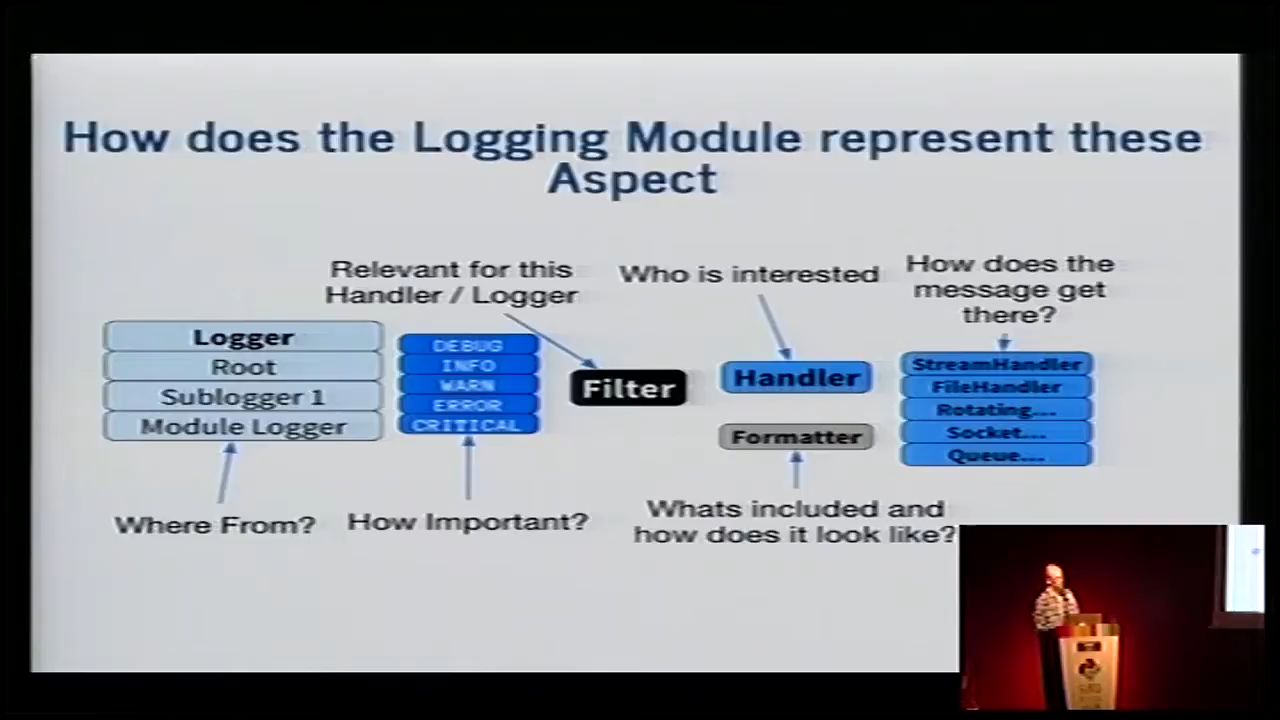 How does the Logging Module represent these
Aspect
Relevant for this
Handler / Logger
Who is interested
How does the
message get
there?
Logger
Root
Sublogger 1
Module Logger
DEBUG
INFO
WARN
ERROR
CRITICAL
Filter
Handler
Formatter
StreamHandler
FileHandler
Rotating...
Socket...
Queue...
Where From?
How Important?
Whats included and
how does it look like?